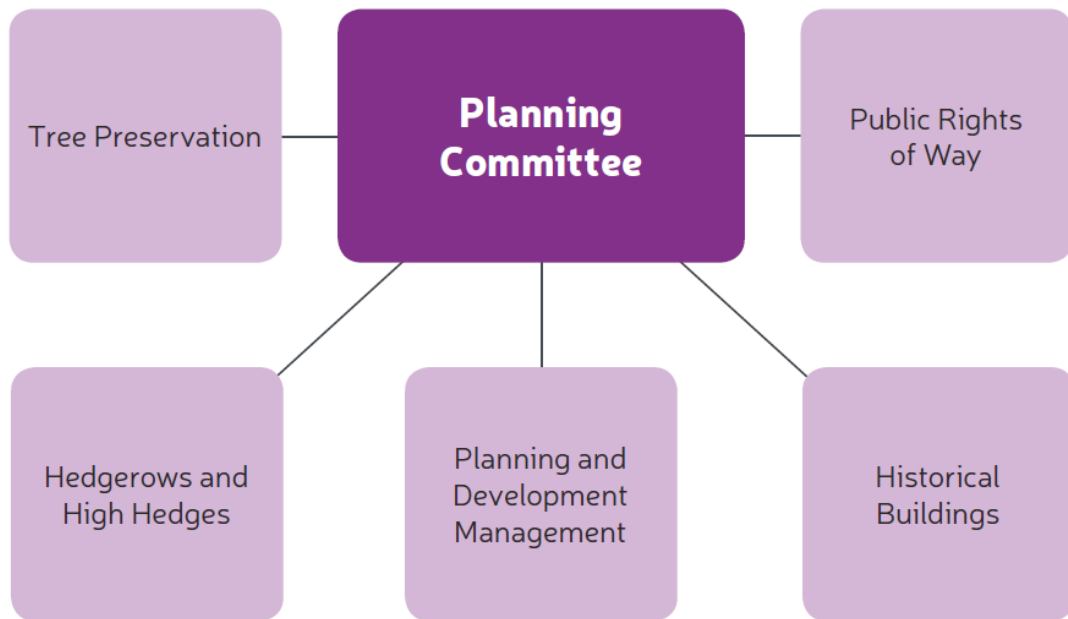 Tree Preservation
Planning
Committee
Public Rights
of Way
Hedgerows and
High Hedges
Planning and
Development
Management
Historical
Buildings